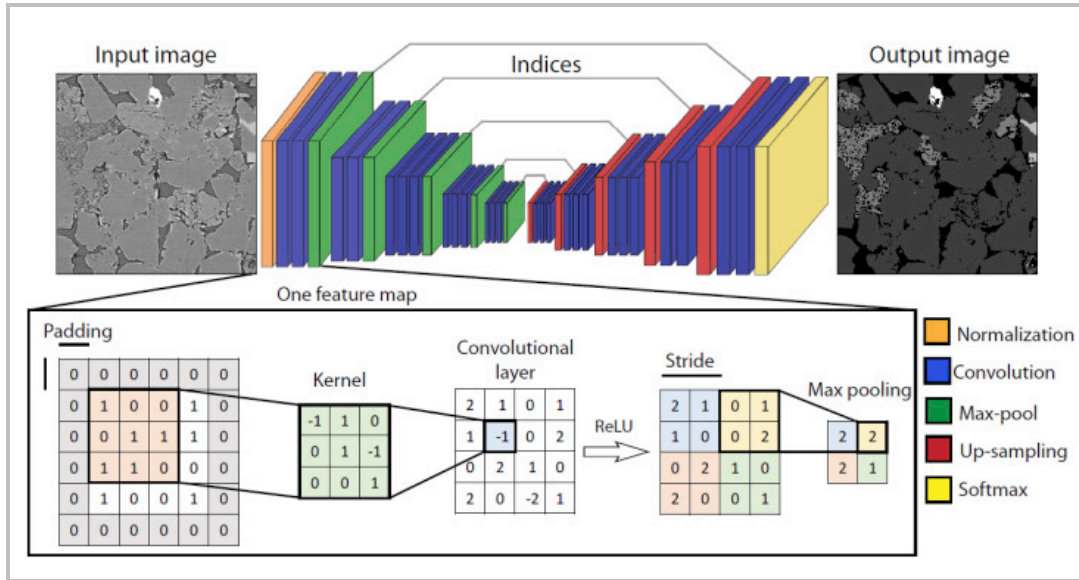 Input image
Indices
Output image
One feature map
Padding
0 0 0 0 0 0
0 1 0 0 1 0
0 0 1 1 1 0
0 1 1 0 0 0
0 1 0 0 1 0
0 0 0 0 0 0
Kernel
-1 1 0
0 1 -1
0 0 1
Convolutional
layer
2 1 0 1
1 -1 0 2
0 2 1 0
2 0 -2 1
ReLU
Stride
2 1 0 1
1 0 0 2
0 2 1 0
2 0 0 1
Max pooling
2 2
2 1
Normalization
Convolution
Max-pool
Up-sampling
Softmax